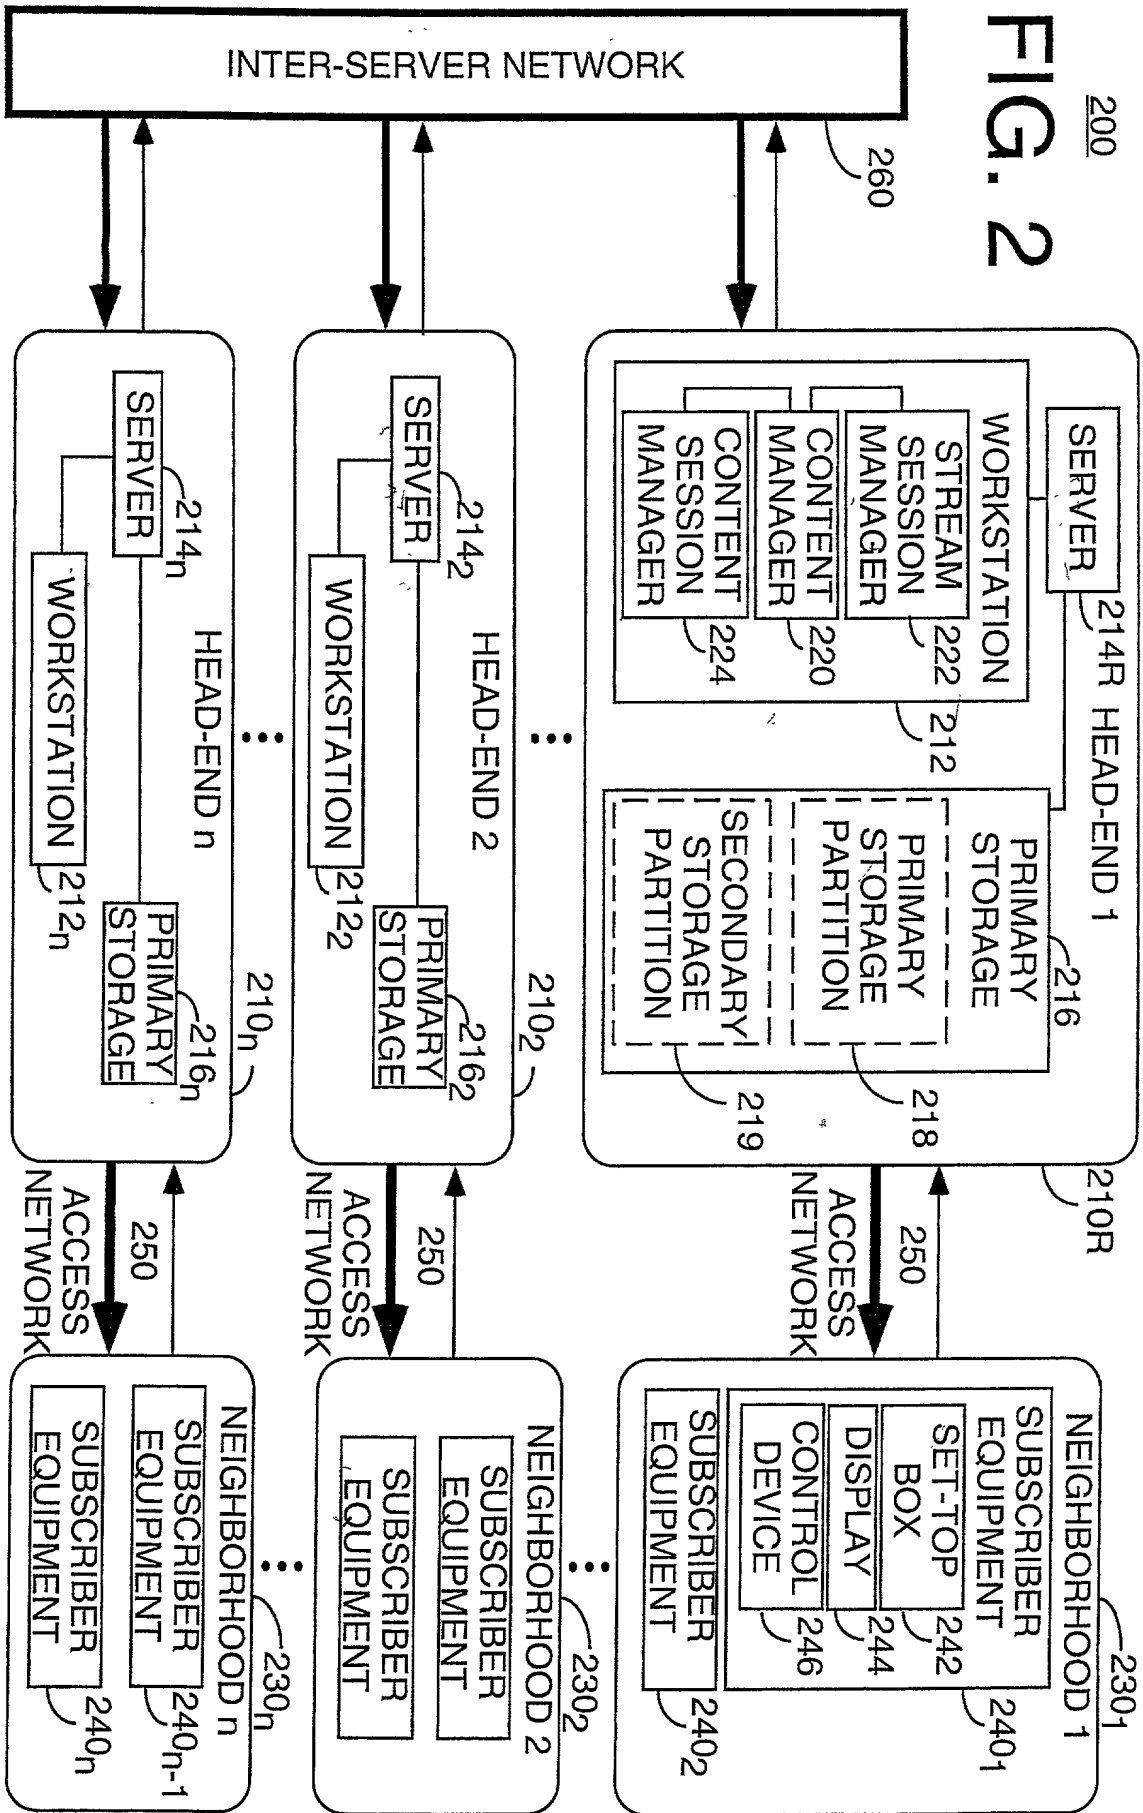 200
FIG. 2
INTER-SERVER NETWORK
260
HEAD-END 1
210R
SERVER
214R
WORKSTATION
212
STREAM
SESSION
MANAGER
222
CONTENT
MANAGER
220
CONTENT
SESSION
MANAGER
224
PRIMARY
STORAGE
216
PRIMARY
STORAGE
PARTITION
218
SECONDARY
STORAGE
PARTITION
219
250
ACCESS
NETWORK
NEIGHBORHOOD 1
230₁
SUBSCRIBER
EQUIPMENT
240₁
SET-TOP
BOX
242
DISPLAY
244
CONTROL
DEVICE
246
SUBSCRIBER
EQUIPMENT
240₂
HEAD-END 2
210₂
SERVER
214₂
WORKSTATION
212₂
PRIMARY
STORAGE
216₂
250
ACCESS
NETWORK
NEIGHBORHOOD 2
230₂
SUBSCRIBER
EQUIPMENT
SUBSCRIBER
EQUIPMENT
HEAD-END n
210n
SERVER
214n
WORKSTATION
212n
PRIMARY
STORAGE
216n
250
ACCESS
NETWORK
NEIGHBORHOOD n
230n
SUBSCRIBER
EQUIPMENT
240n-1
SUBSCRIBER
EQUIPMENT
240n